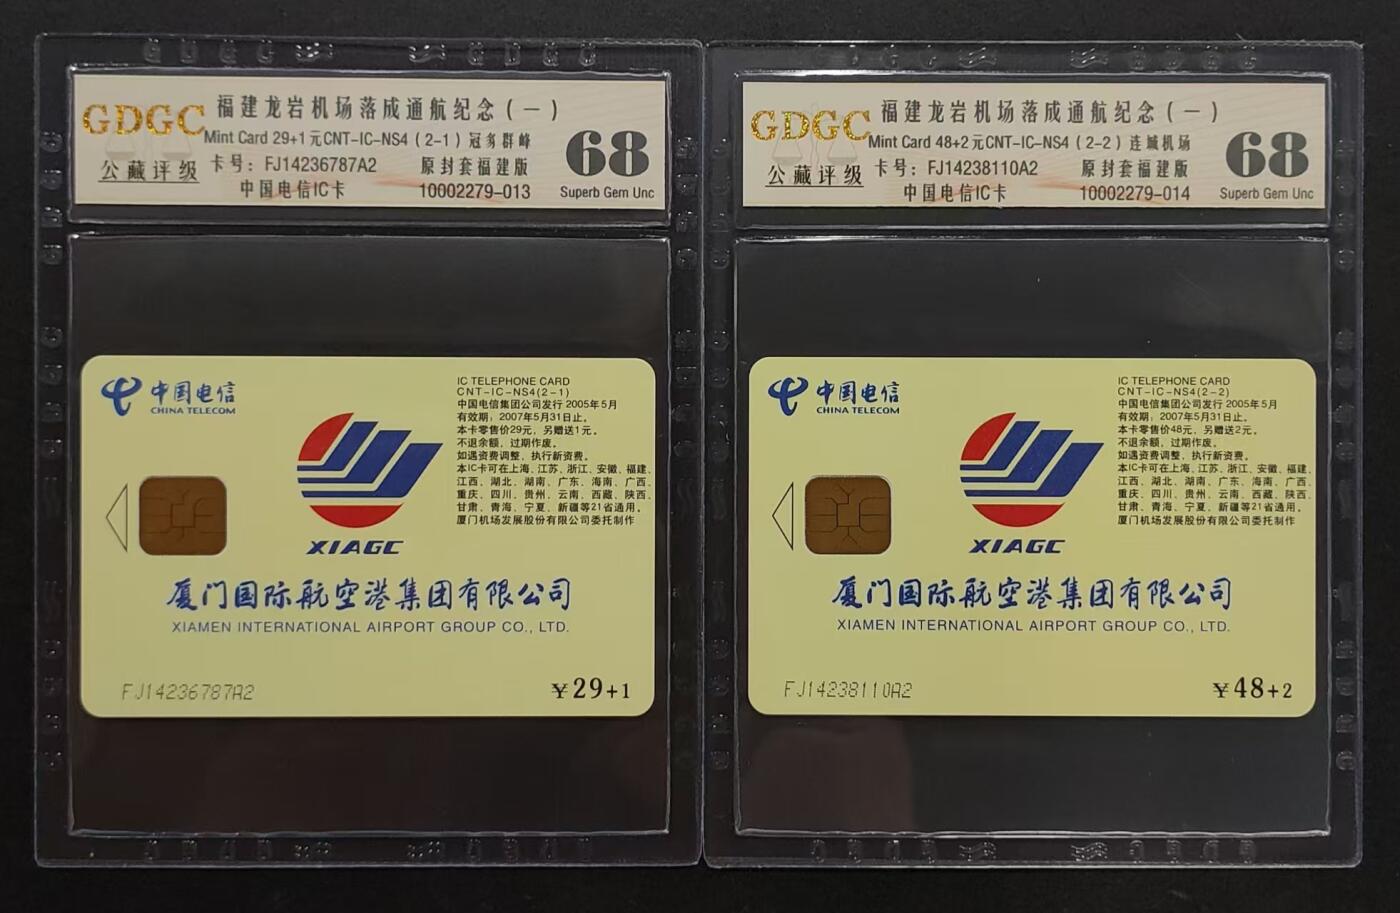 GDGC
公藏评级
福建龙岩机场落成通航纪念(一)
Mint Card 29+1元CNT-IC-NS4(2-1)冠豸群峰
卡号:FJ14236787A2 原封套福建版
中国电信IC卡 10002279-013
68
Superb Gem Unc
中国电信
CHINA TELECOM
IC TELEPHONE CARD
CNT-IC-NS4(2-1)
中国电信集团公司发行 2005年5月
有效期:2007年5月31日止。
本卡零售价29元,另赠送1元。
不退余额,过期作废。
如遇资费调整,执行新资费。
本IC卡可在上海、江苏、浙江、安徽、福建、
江西、湖北、湖南、广东、海南、广西、
重庆、四川、贵州、云南、西藏、陕西、
甘肃、青海、宁夏、新疆等21省通用。
厦门机场发展股份有限公司委托制作
XIAGC
厦门国际航空港集团有限公司
XIAMEN INTERNATIONAL AIRPORT GROUP CO., LTD.
FJ14236787A2
¥29+1
GDGC
公藏评级
福建龙岩机场落成通航纪念(一)
Mint Card 48+2元CNT-IC-NS4(2-2)连城机场
卡号:FJ14238110A2 原封套福建版
中国电信IC卡 10002279-014
68
Superb Gem Unc
中国电信
CHINA TELECOM
IC TELEPHONE CARD
CNT-IC-NS4(2-2)
中国电信集团公司发行 2005年5月
有效期:2007年5月31日止。
本卡零售价48元,另赠送2元。
不退余额,过期作废。
如遇资费调整,执行新资费。
本IC卡可在上海、江苏、浙江、安徽、福建、
江西、湖北、湖南、广东、海南、广西、
重庆、四川、贵州、云南、西藏、陕西、
甘肃、青海、宁夏、新疆等21省通用。
厦门机场发展股份有限公司委托制作
XIAGC
厦门国际航空港集团有限公司
XIAMEN INTERNATIONAL AIRPORT GROUP CO., LTD.
FJ14238110A2
¥48+2